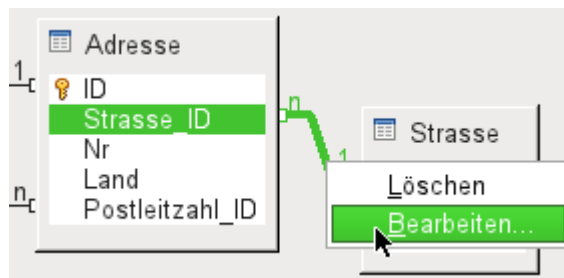 Adresse
1
ID
Strasse_ID
n
Nr
Land
n
Postleitzahl_ID
Strasse
1
Löschen
Bearbeiten...